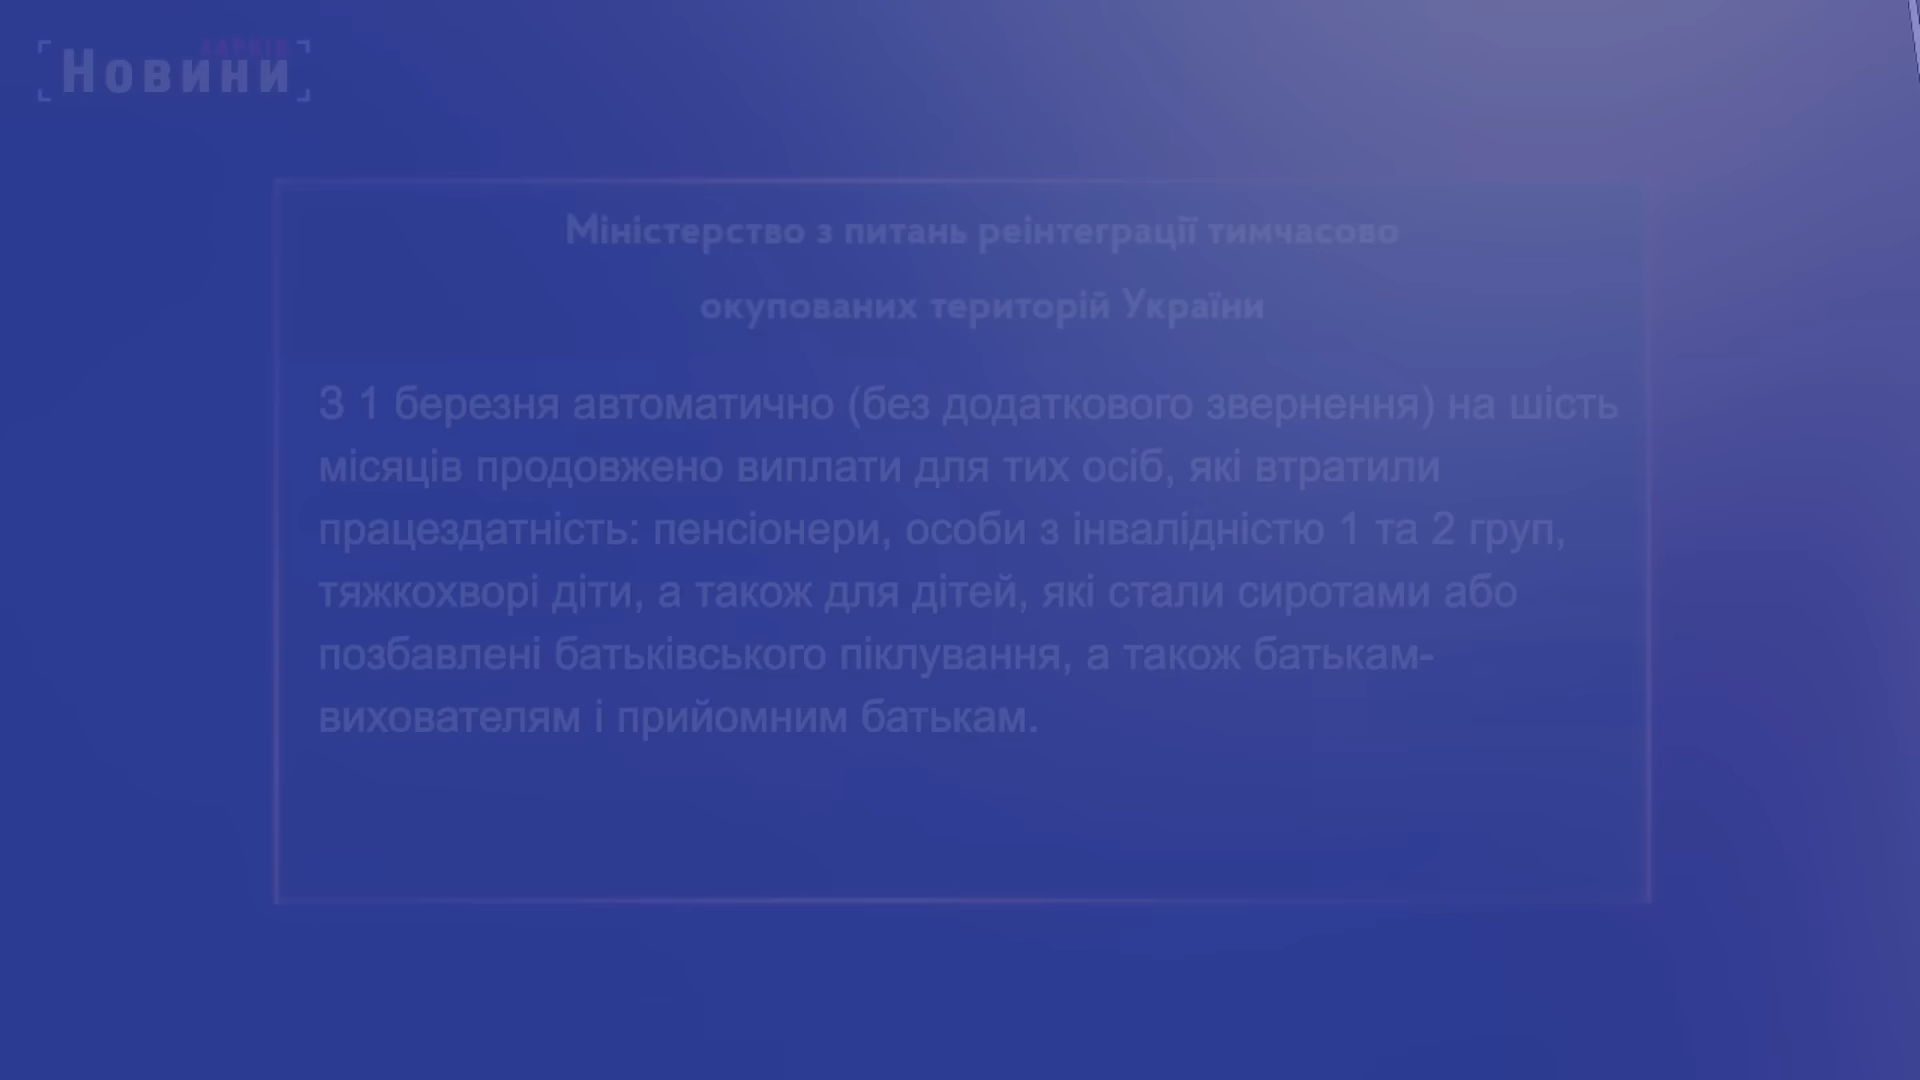 ХАРКІВ
Новини
Міністерство з питань реінтеграції тимчасово
окупованих територій України
З 1 березня автоматично (без додаткового звернення) на шість
місяців продовжено виплати для тих осіб, які втратили
працездатність: пенсіонери, особи з інвалідністю 1 та 2 груп,
тяжкохворі діти, а також для дітей, які стали сиротами або
позбавлені батьківського піклування, а також батькам-
вихователям і прийомним батькам.